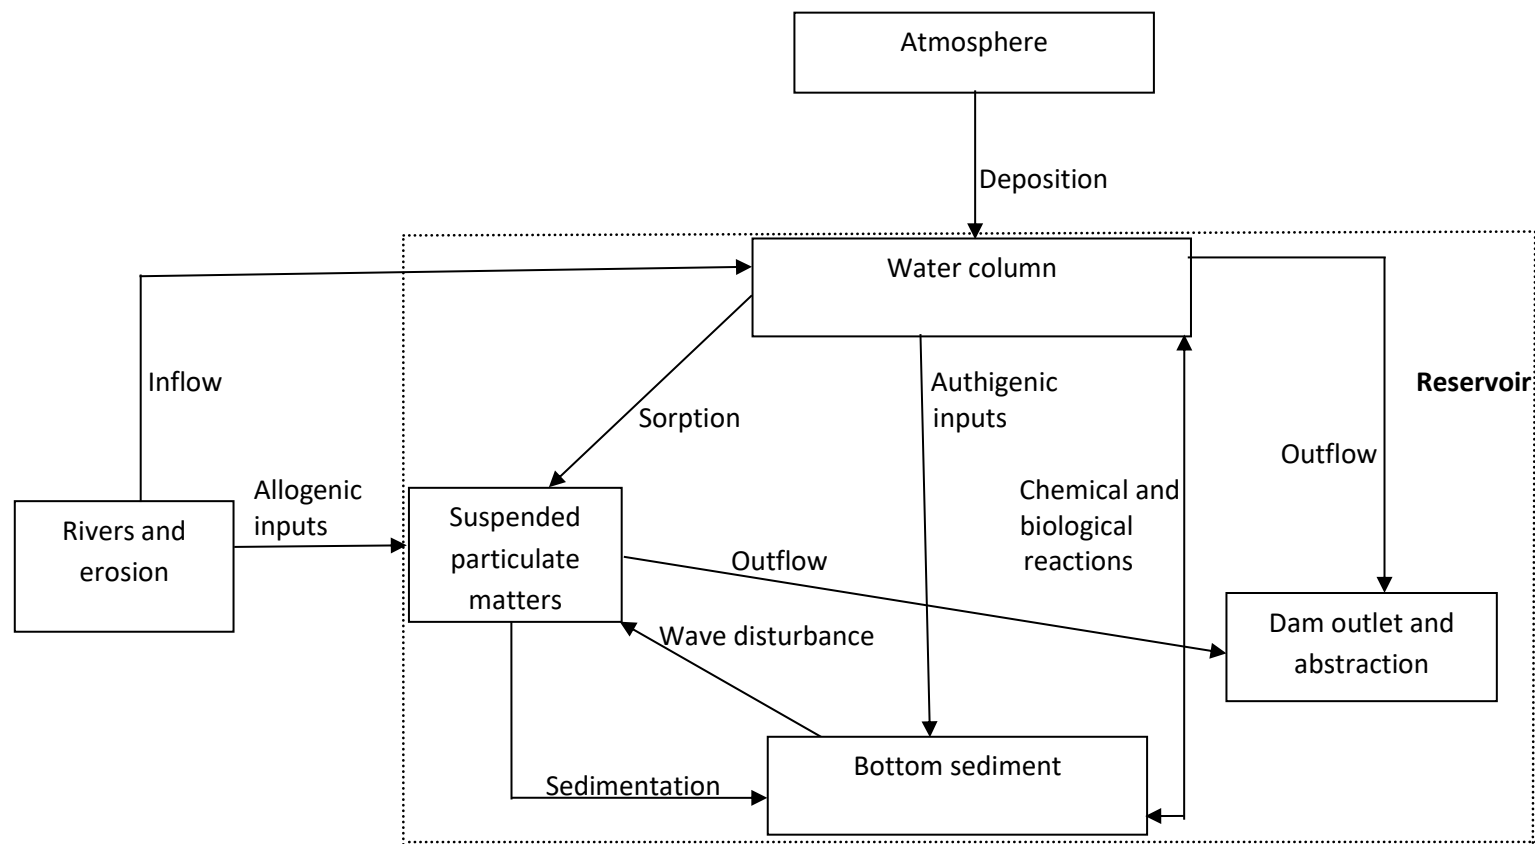 Atmosphere
Deposition
Water column
Inflow
Authigenic
inputs
Reservoir
Sorption
Outflow
Allogenic
inputs
Chemical and
biological
reactions
Rivers and
erosion
Suspended
particulate
matters
Outflow
Dam outlet and
abstraction
Wave disturbance
Bottom sediment
Sedimentation